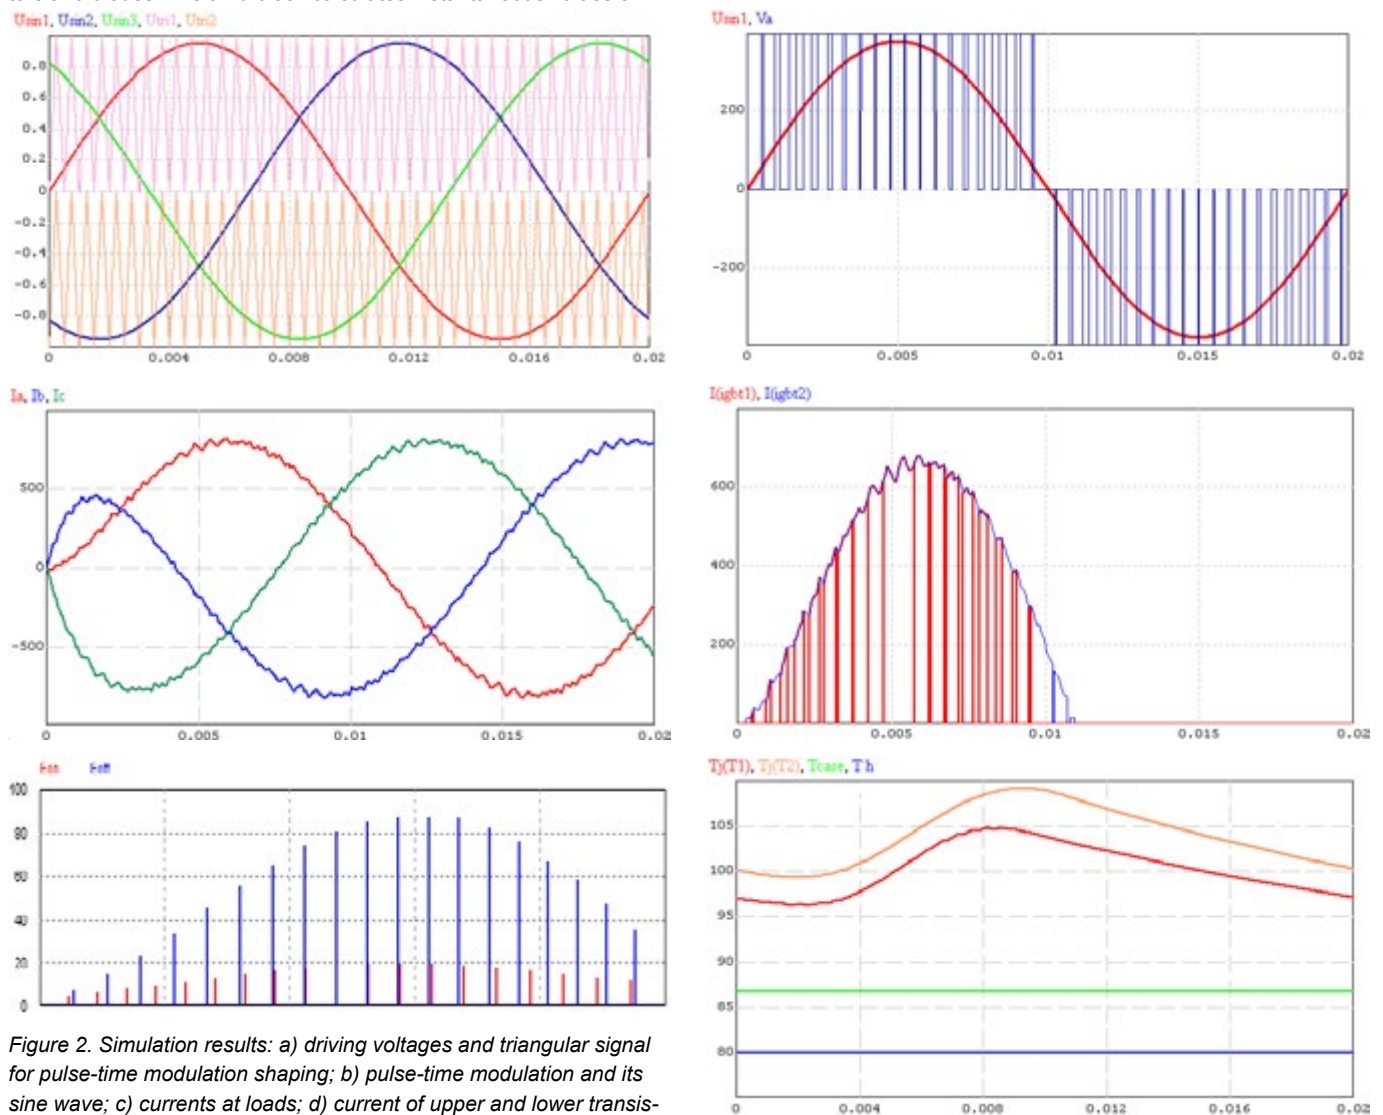 Usin1, Usin2, Usin3, Utri1, Utri2
0.8
0.6
0.4
0.2
0
-0.2
-0.4
-0.6
-0.8
0 0.004 0.008 0.012 0.016 0.02
Usin1, Va
200
0
-200
0 0.005 0.01 0.015 0.02
Ia, Ib, Ic
500
0
-500
0 0.005 0.01 0.015 0.02
I(igbt1), I(igbt2)
600
400
200
0 0.005 0.01 0.015 0.02
Eon Eoff
100
80
60
40
20
0
Tj(T1), Tj(T2), Tcase, Th
105
100
95
90
85
80
0 0.004 0.008 0.012 0.016 0.02
Figure 2. Simulation results: a) driving voltages and triangular signal
for pulse-time modulation shaping; b) pulse-time modulation and its
sine wave; c) currents at loads; d) current of upper and lower transis-